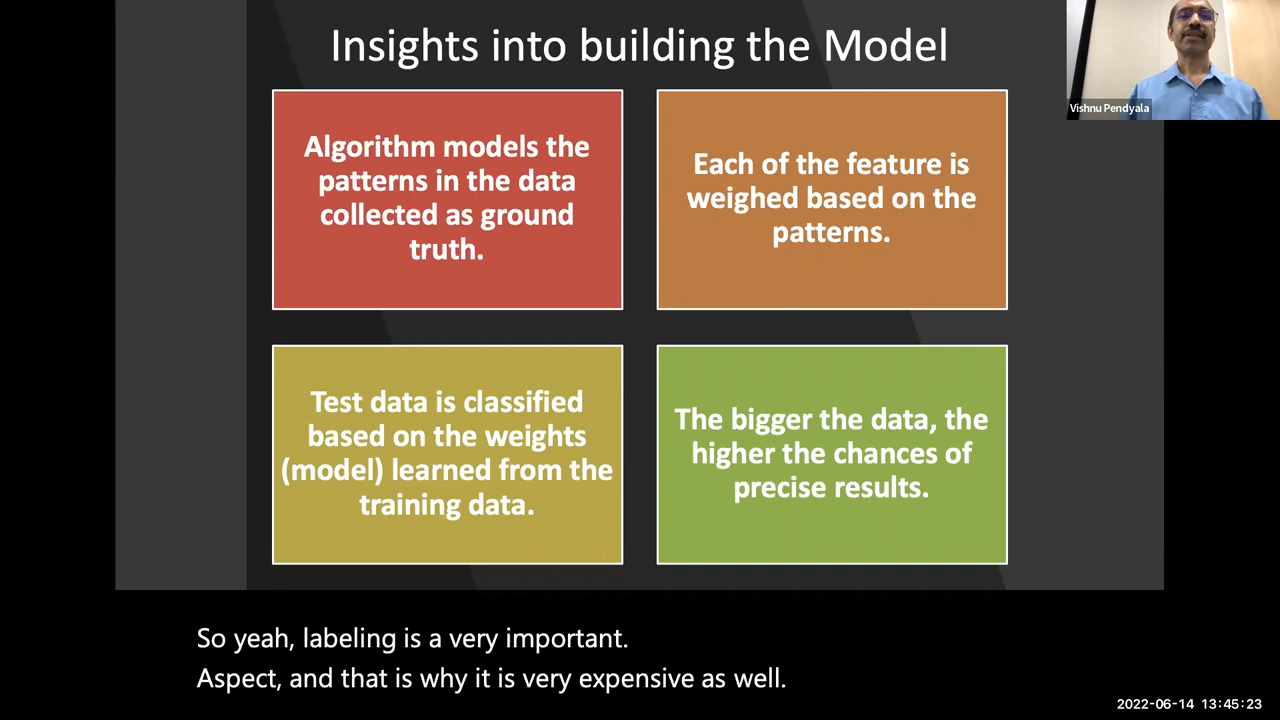 Insights into building the Model
Vishnu Pendyala
Algorithm models the
patterns in the data
collected as ground
truth.
Each of the feature is
weighed based on the
patterns.
Test data is classified
based on the weights
(model) learned from the
training data.
The bigger the data, the
higher the chances of
precise results.
So yeah, labeling is a very important.
Aspect, and that is why it is very expensive as well.
2022-06-14 13:45:23